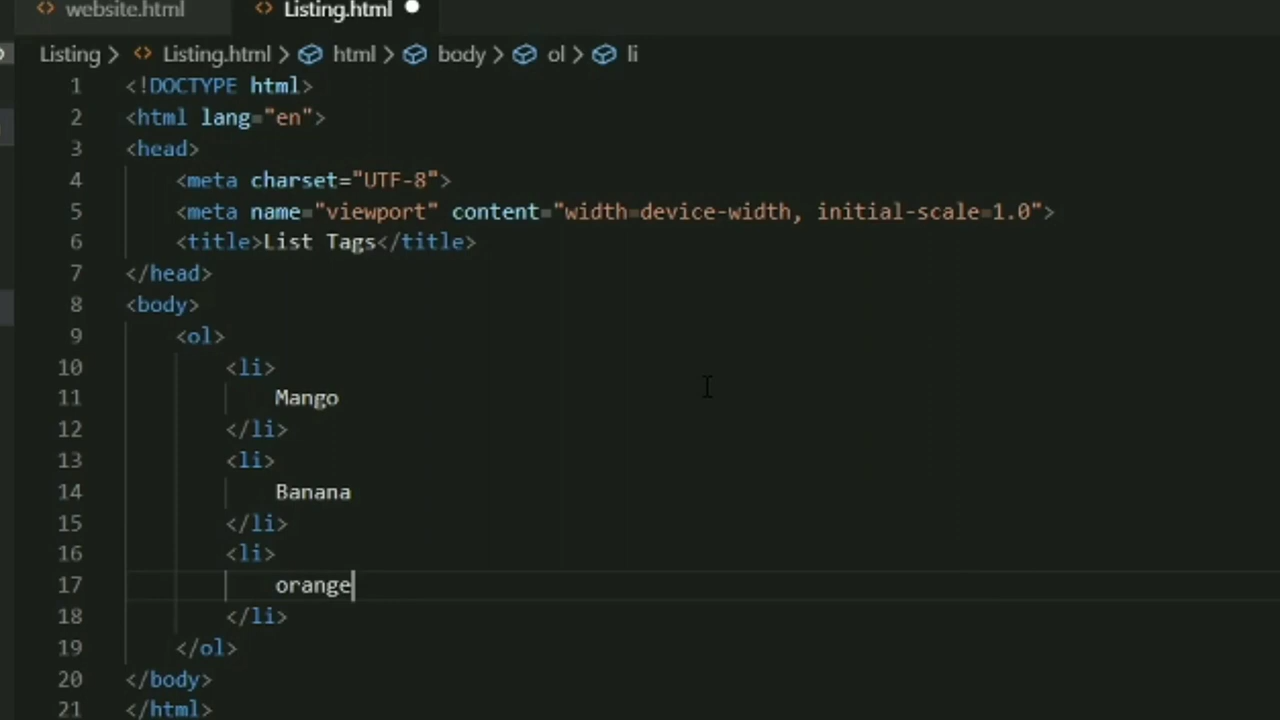 website.html Listing.html
Listing > Listing.html > html > body > ol > li
1 <!DOCTYPE html>
2 <html lang="en">
3 <head>
4 <meta charset="UTF-8">
5 <meta name="viewport" content="width=device-width, initial-scale=1.0">
6 <title>List Tags</title>
7 </head>
8 <body>
9 <ol>
10 <li>
11 Mango
12 </li>
13 <li>
14 Banana
15 </li>
16 <li>
17 orange
18 </li>
19 </ol>
20 </body>
21 </html>